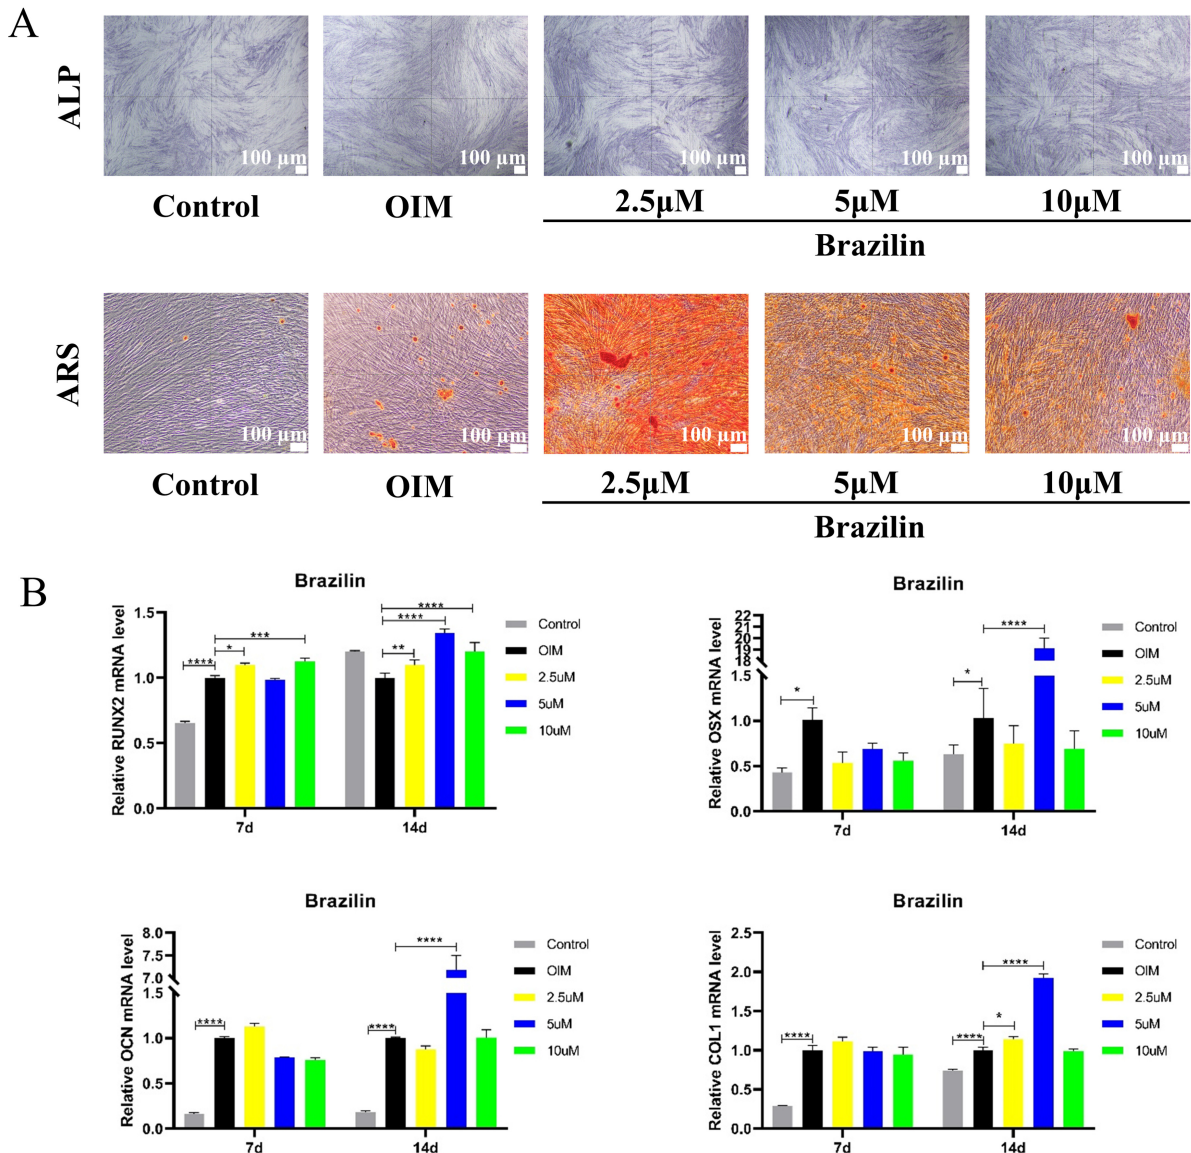 A
ALP
100 μm
100 μm
100 μm
100 μm
100 μm
Control
OIM
2.5μM
5μM
10μM
Brazilin
ARS
100 μm
100 μm
100 μm
100 μm
100 μm
Control
OIM
2.5μM
5μM
10μM
Brazilin
B
Brazilin
Relative RUNX2 mRNA level
1.5
1.0
0.5
0.0
****
*
***
**
****
****
7d
14d
Control
OIM
2.5uM
5uM
10uM
Brazilin
Relative OSX mRNA level
22
21
20
19
18
1.5
1.0
0.5
0.0
*
*
****
7d
14d
Control
OIM
2.5uM
5uM
10uM
Brazilin
Relative OCN mRNA level
8.0
7.5
7.0
1.5
1.0
0.5
0.0
****
****
****
7d
14d
Control
OIM
2.5uM
5uM
10uM
Brazilin
Relative COL1 mRNA level
2.5
2.0
1.5
1.0
0.5
0.0
****
****
*
****
7d
14d
Control
OIM
2.5uM
5uM
10uM